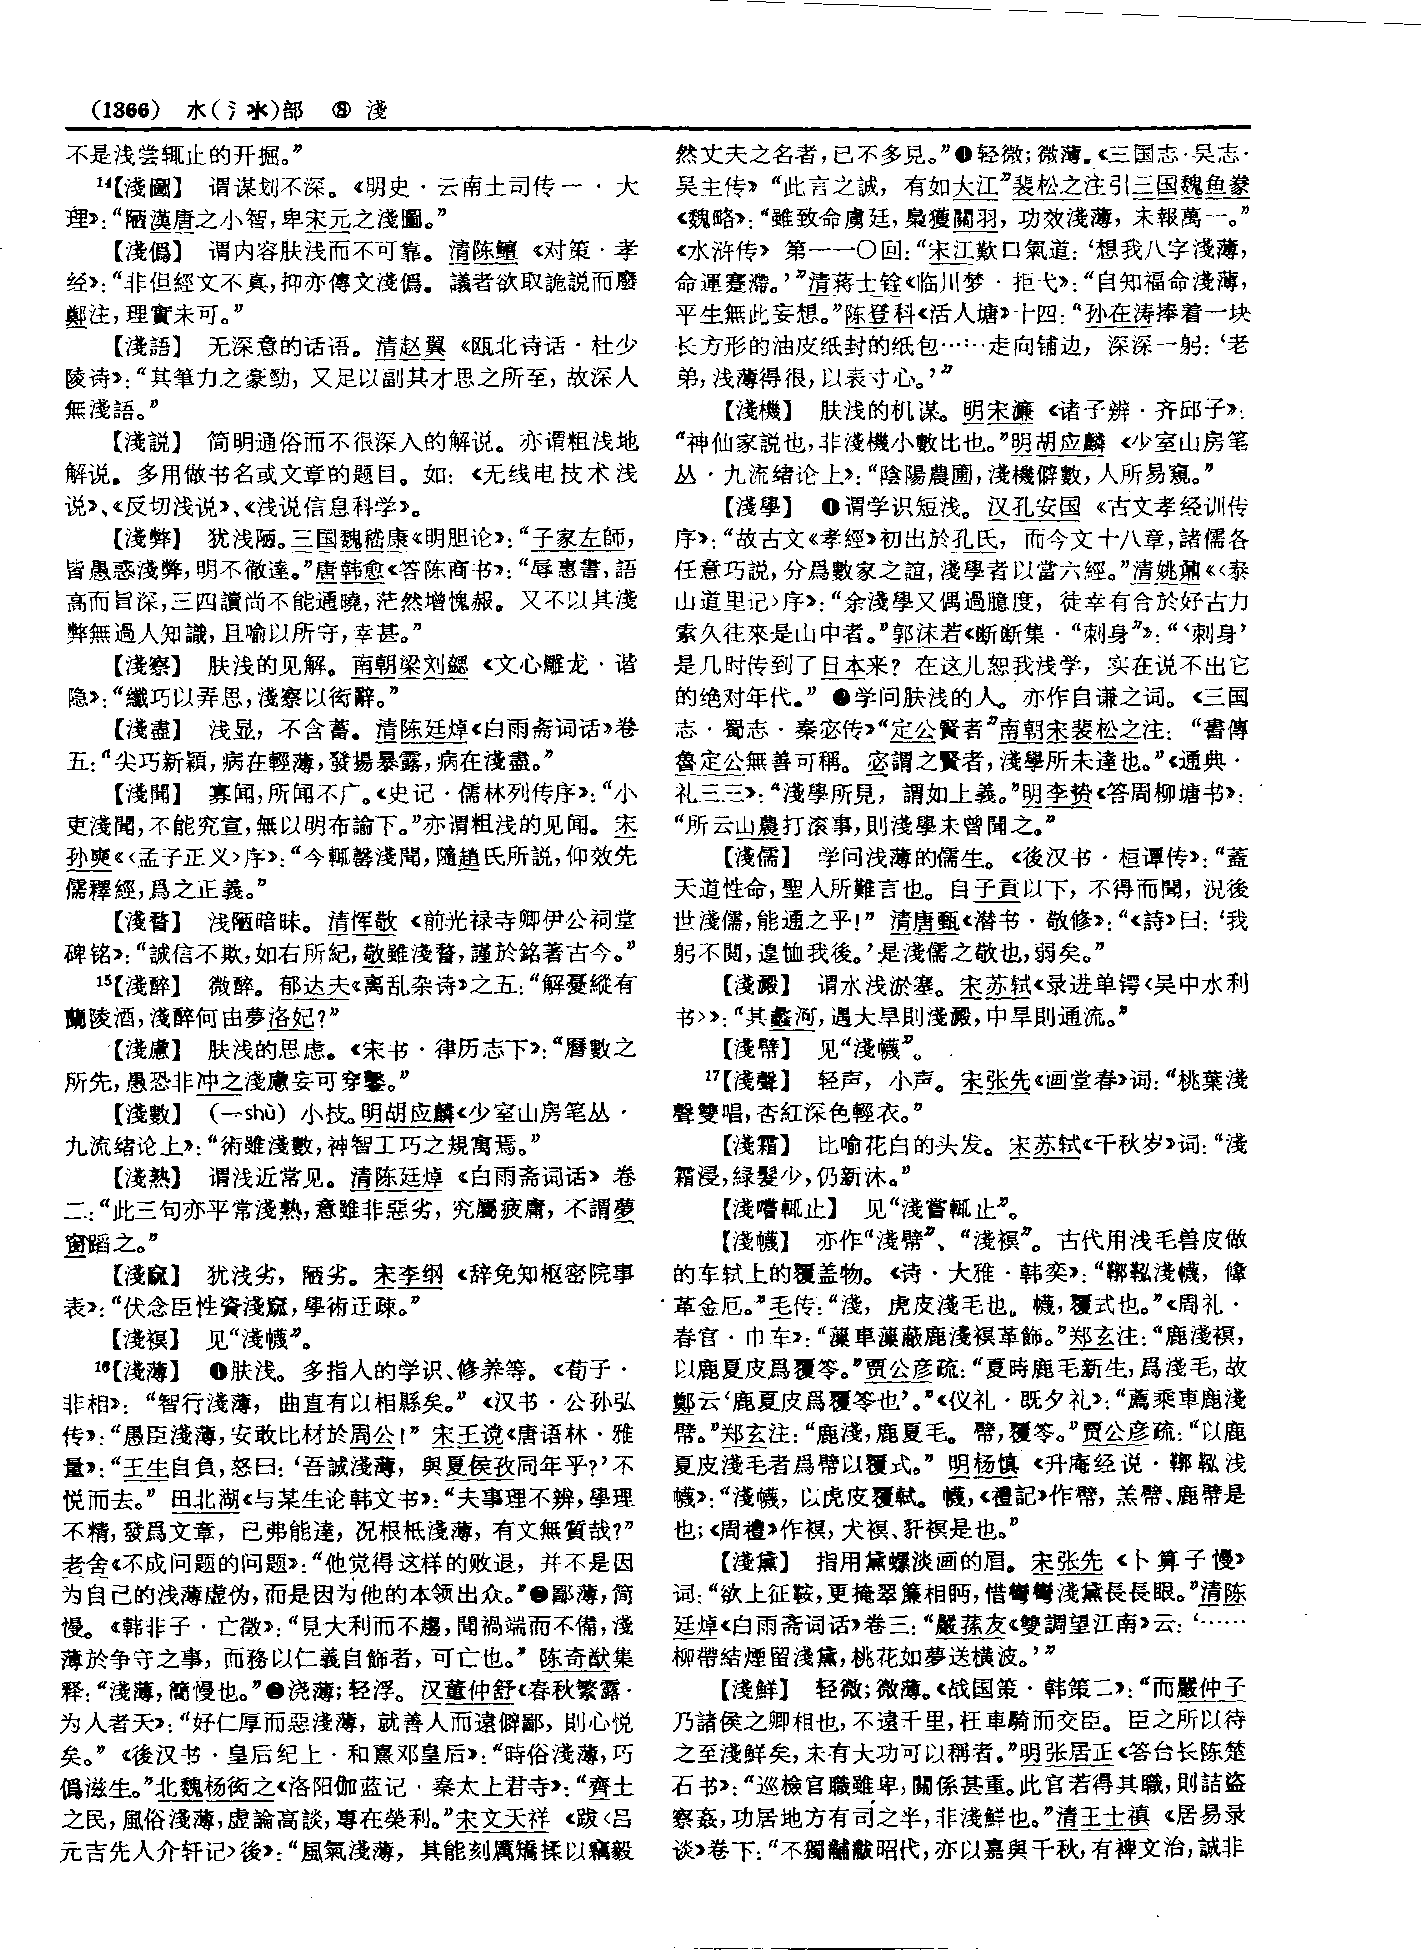 (1366) 水(氵氺)部 ⑧ 淺
不是浅尝辄止的开掘。”
14【淺圖】 谓谋划不深。《明史·云南土司传一·大
理》:“陋漢唐之小智,卑宋元之淺圖。”
【淺僞】 谓内容肤浅而不可靠。清陈鱣《对策·孝
经》:“非但經文不真,抑亦傳文淺僞。議者欲取詭説而廢
鄭注,理實未可。”
【淺語】 无深意的话语。清赵翼《瓯北诗话·杜少
陵诗》:“其筆力之豪勁,又足以副其才思之所至,故深人
無淺語。”
【淺説】 简明通俗而不很深入的解说。亦谓粗浅地
解说。多用做书名或文章的题目。如:《无线电技术浅
说》、《反切浅说》、《浅说信息科学》。
【淺弊】 犹浅陋。三国魏嵇康《明胆论》:“子家左師,
皆愚惑淺弊,明不徹達。”唐韩愈《答陈商书》:“辱惠書,語
高而旨深,三四讀尚不能通曉,茫然增愧赧。又不以其淺
弊無過人知識,且喻以所守,幸甚。”
【淺察】 肤浅的见解。南朝梁刘勰《文心雕龙·谐
隐》:“纖巧以弄思,淺察以衒辭。”
【淺盡】 浅显,不含蓄。清陈廷焯《白雨斋词话》卷
五:“尖巧新穎,病在輕薄,發揚暴露,病在淺盡。”
【淺聞】 寡闻,所闻不广。《史记·儒林列传序》:“小
吏淺聞,不能究宣,無以明布諭下。”亦谓粗浅的见闻。宋
孙奭《〈孟子正义〉序》:“今輒罄淺聞,隨趙氏所説,仰效先
儒釋經,爲之正義。”
【淺瞀】 浅陋暗昧。清恽敬《前光禄寺卿伊公祠堂
碑铭》:“誠信不欺,如右所紀,敬雖淺瞀,謹於銘著古今。”
15【淺醉】 微醉。郁达夫《离乱杂诗》之五:“解憂縱有
蘭陵酒,淺醉何由夢洛妃?”
【淺慮】 肤浅的思虑。《宋书·律历志下》:“曆數之
所先,愚恐非冲之淺慮妄可穿鑿。”
【淺數】 (—shù) 小技。明胡应麟《少室山房笔丛·
九流绪论上》:“術雖淺數,神智工巧之規寓焉。”
【淺熟】 谓浅近常见。清陈廷焯《白雨斋词话》卷
二:“此三句亦平常淺熟,意雖非惡劣,究屬疲庸,不謂夢
窗蹈之。”
【淺窳】 犹浅劣,陋劣。宋李纲《辞免知枢密院事
表》:“伏念臣性資淺窳,學術迂疎。”
【淺䙏】 见“淺幭”。
16【淺薄】 ❶肤浅。多指人的学识、修养等。《荀子·
非相》:“智行淺薄,曲直有以相縣矣。”《汉书·公孙弘
传》:“愚臣淺薄,安敢比材於周公!”宋王谠《唐语林·雅
量》:“王生自負,怒曰:‘吾誠淺薄,與夏侯孜同年乎?’不
悦而去。”田北湖《与某生论韩文书》:“夫事理不辨,學理
不精,發爲文章,已弗能達,况根柢淺薄,有文無質哉?”
老舍《不成问题的问题》:“他觉得这样的败退,并不是因
为自己的浅薄虚伪,而是因为他的本领出众。”❷鄙薄,简
慢。《韩非子·亡徵》:“見大利而不趨,聞禍端而不備,淺
薄於争守之事,而務以仁義自飾者,可亡也。”陈奇猷集
释:“淺薄,簡慢也。”❸浇薄;轻浮。汉董仲舒《春秋繁露·
为人者天》:“好仁厚而惡淺薄,就善人而遠僻鄙,則心悦
矣。”《後汉书·皇后纪上·和熹邓皇后》:“時俗淺薄,巧
僞滋生。”北魏杨衒之《洛阳伽蓝记·秦太上君寺》:“齊土
之民,風俗淺薄,虚論高談,專在榮利。”宋文天祥《跋〈吕
元吉先人介轩记〉後》:“風氣淺薄,其能刻厲矯揉以竊毅
然丈夫之名者,已不多見。”❹轻微;微薄。《三国志·吴志·
吴主传》“此言之誠,有如大江”裴松之注引三国魏鱼豢
《魏略》:“雖致命虜廷,梟獲關羽,功效淺薄,未報萬一。”
《水浒传》第一一〇回:“宋江歎口氣道:‘想我八字淺薄,
命運蹇滯。’”清蒋士铨《临川梦·拒弋》:“自知福命淺薄,
平生無此妄想。”陈登科《活人塘》十四:“孙在涛捧着一块
长方形的油皮纸封的纸包……走向铺边,深深一躬:‘老
弟,浅薄得很,以表寸心。’”
【淺機】 肤浅的机谋。明宋濂《诸子辨·齐邱子》:
“神仙家説也,非淺機小數比也。”明胡应麟《少室山房笔
丛·九流绪论上》:“陰陽農圃,淺機僻數,人所易窺。”
【淺學】 ❶谓学识短浅。汉孔安国《古文孝经训传
序》:“故古文《孝經》初出於孔氏,而今文十八章,諸儒各
任意巧説,分爲數家之誼,淺學者以當六經。”清姚鼐《〈泰
山道里记〉序》:“余淺學又偶過臆度,徒幸有合於好古力
索久往來是山中者。”郭沫若《断断集·“刺身”》:“‘刺身’
是几时传到了日本来?在这儿恕我浅学,实在说不出它
的绝对年代。”❷学问肤浅的人。亦作自谦之词。《三国
志·蜀志·秦宓传》“定公賢者”南朝宋裴松之注:“書傳
魯定公無善可稱。宓謂之賢者,淺學所未達也。”《通典·
礼三三》:“淺學所見,謂如上義。”明李贽《答周柳塘书》:
“所云山農打滚事,則淺學未曾聞之。”
【淺儒】 学问浅薄的儒生。《後汉书·桓谭传》:“蓋
天道性命,聖人所難言也。自子貢以下,不得而聞,況後
世淺儒,能通之乎!”清唐甄《潜书·敬修》:“《詩》曰:‘我
躬不閲,遑恤我後。’是淺儒之敬也,弱矣。”
【淺澱】 谓水浅淤塞。宋苏轼《录进单锷〈吴中水利
书〉》:“其蠡河,遇大旱則淺澱,中旱則通流。”
【淺幦】 见“淺幭”。
17【淺聲】 轻声,小声。宋张先《画堂春》词:“桃葉淺
聲雙唱,杏紅深色輕衣。”
【淺霜】 比喻花白的头发。宋苏轼《千秋岁》词:“淺
霜浸,緑髮少,仍新沐。”
【淺嚐輒止】 见“淺嘗輒止”。
【淺幭】 亦作“淺幦”、“淺䙏”。古代用浅毛兽皮做
的车轼上的覆盖物。《诗·大雅·韩奕》:“鞹鞃淺幭,鞗
革金厄。”毛传:“淺,虎皮淺毛也。幭,覆式也。”《周礼·
春官·巾车》:“藻車藻蔽鹿淺䙏革飾。”郑玄注:“鹿淺䙏,
以鹿夏皮爲覆笭。”贾公彦疏:“夏時鹿毛新生,爲淺毛,故
鄭云‘鹿夏皮爲覆笭也’。”《仪礼·既夕礼》:“薦乘車鹿淺
幦。”郑玄注:“鹿淺,鹿夏毛。幦,覆笭。”贾公彦疏:“以鹿
夏皮淺毛者爲幦以覆式。”明杨慎《升庵经说·鞹鞃浅
幭》:“淺幭,以虎皮覆軾。幭,《禮記》作幦,羔幦、鹿幦是
也;《周禮》作䙏,犬䙏、豻䙏是也。”
【淺黛】 指用黛螺淡画的眉。宋张先《卜算子慢》
词:“欲上征鞍,更掩翠簾相眄,惜彎彎淺黛長長眼。”清陈
廷焯《白雨斋词话》卷三:“嚴蓀友《雙調望江南》云:‘……
柳帶結煙留淺黛,桃花如夢送橫波。’”
【淺鮮】 轻微;微薄。《战国策·韩策二》:“而嚴仲子
乃諸侯之卿相也,不遠千里,枉車騎而交臣。臣之所以待
之至淺鮮矣,未有大功可以稱者。”明张居正《答台长陈楚
石书》:“巡檢官職雖卑,關係甚重。此官若得其職,則詰盜
察姦,功居地方有司之半,非淺鮮也。”清王士禛《居易录
谈》卷下:“不獨黼黻昭代,亦以嘉與千秋,有裨文治,誠非